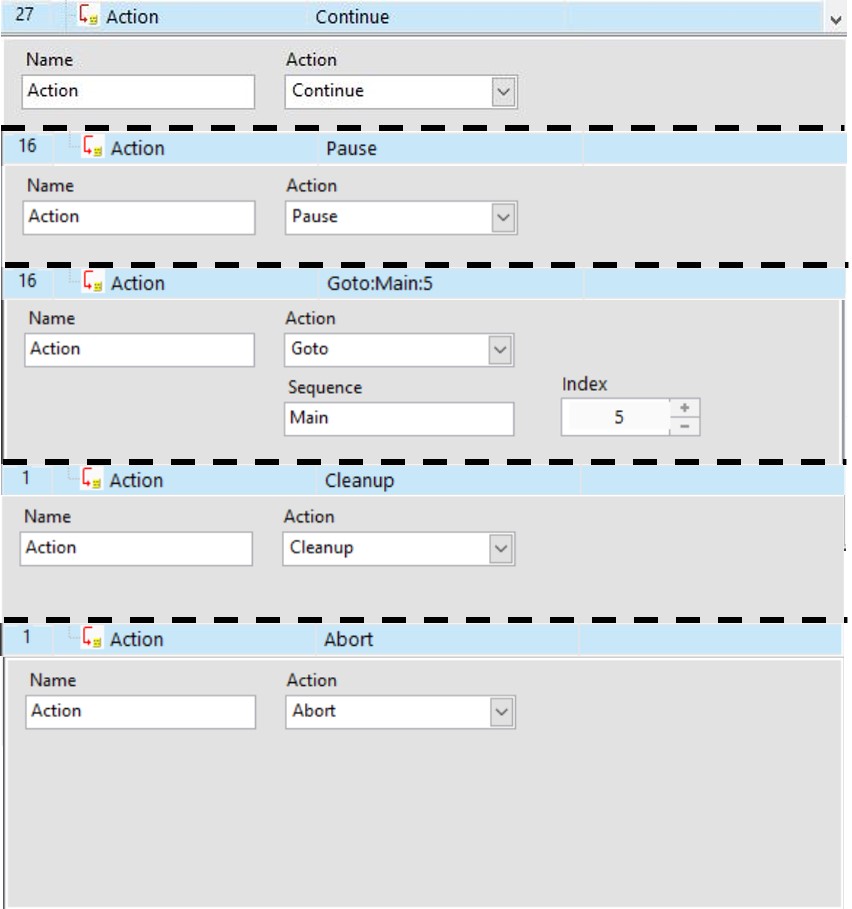 27 Action Continue
Name Action
Action Continue
16 Action Pause
Name Action
Action Pause
16 Action Goto:Main:5
Name Action
Action Goto
Sequence Index
Main 5
1 Action Cleanup
Name Action
Action Cleanup
1 Action Abort
Name Action
Action Abort